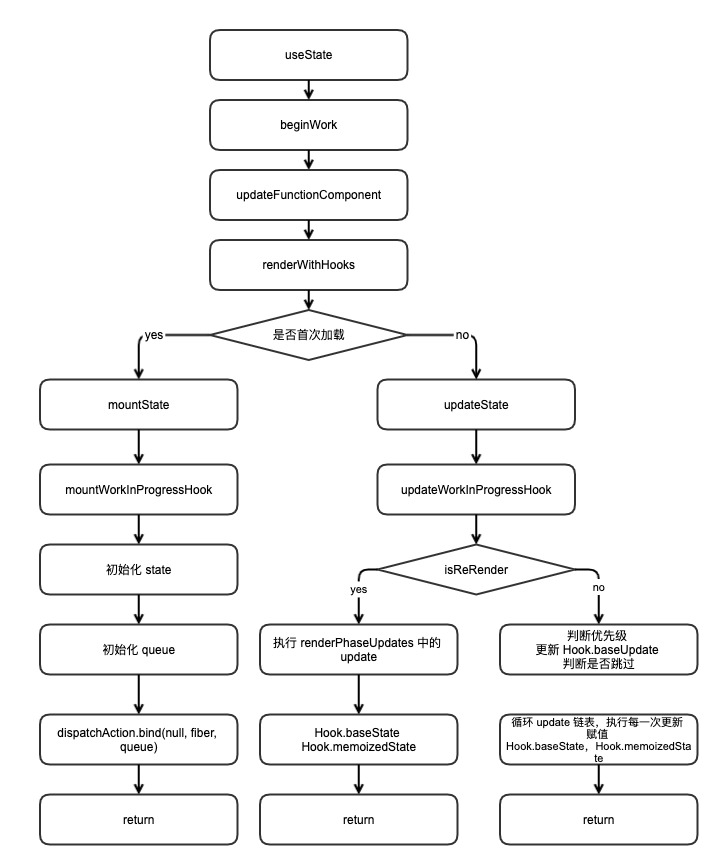 useState
beginWork
updateFunctionComponent
renderWithHooks
是否首次加载
yes
no
mountState
updateState
mountWorkInProgressHook
updateWorkInProgressHook
初始化 state
isReRender
yes
no
初始化 queue
执行 renderPhaseUpdates 中的
update
判断优先级
更新 Hook.baseUpdate
判断是否跳过
dispatchAction.bind(null, fiber,
queue)
Hook.baseState
Hook.memoizedState
循环 update 链表，执行每一次更新
赋值
Hook.baseState，Hook.memoizedSta
te
return
return
return